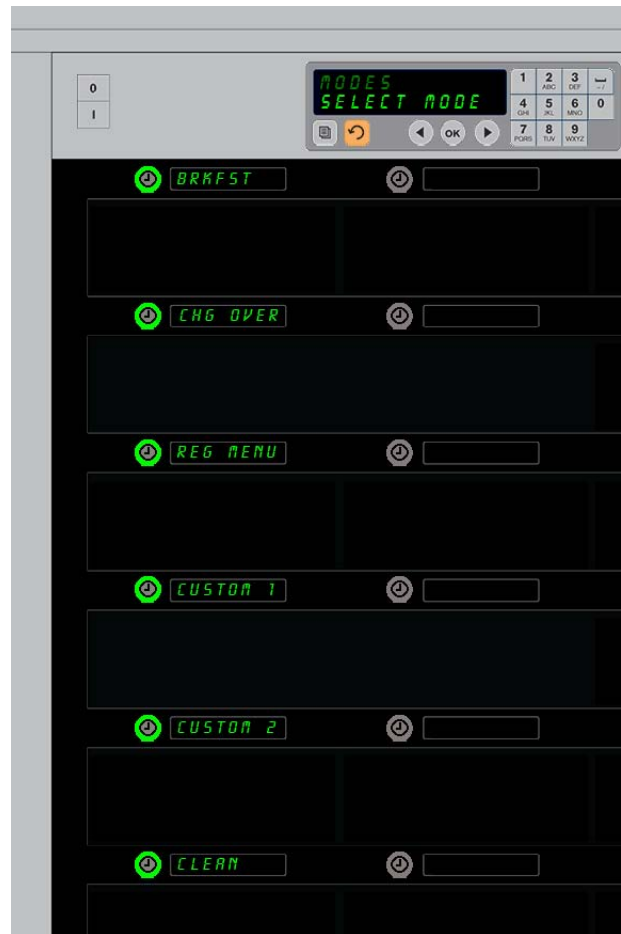 0
I
MODES
SELECT MODE
1
2 ABC
3 DEF
-/
4 GHI
5 JKL
6 MNO
0
7 PQRS
8 TUV
9 WXYZ
OK
BRKFST
CHG OVER
REG MENU
CUSTOM 1
CUSTOM 2
CLEAN